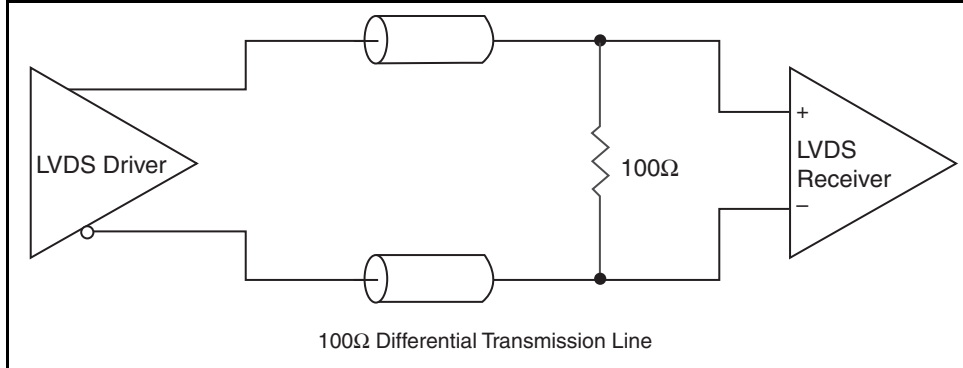 LVDS Driver
100Ω
+
LVDS
Receiver
–
100Ω Differential Transmission Line